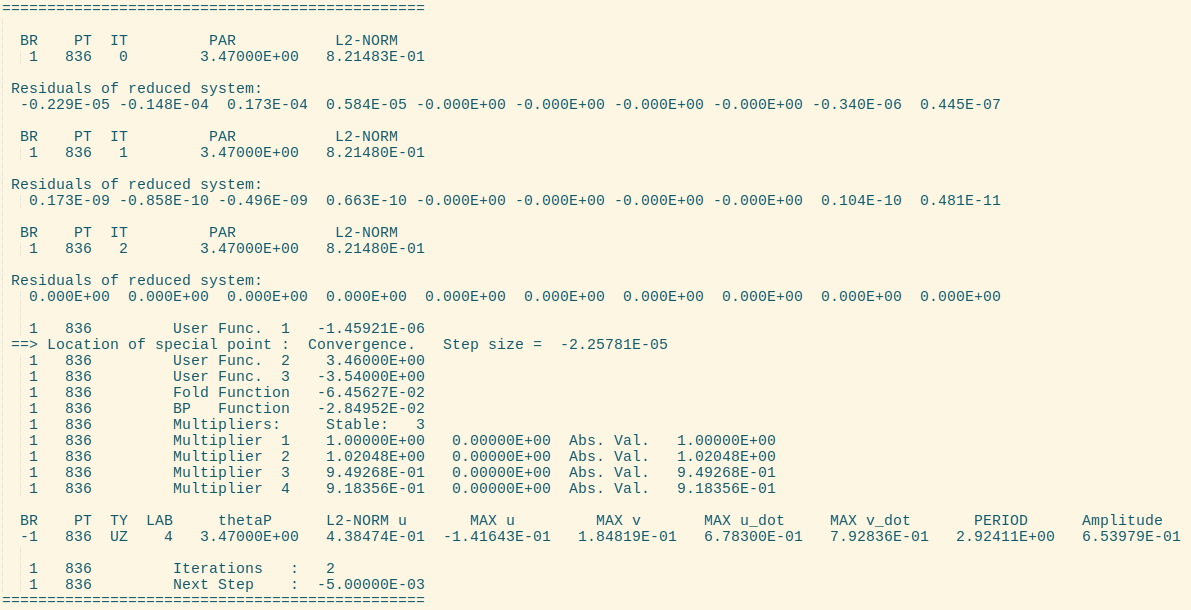 ===============================================
BR PT IT PAR L2-NORM
1 836 0 3.47000E+00 8.21483E-01
Residuals of reduced system:
-0.229E-05 -0.148E-04 0.173E-04 0.584E-05 -0.000E+00 -0.000E+00 -0.000E+00 -0.000E+00 -0.340E-06 0.445E-07
BR PT IT PAR L2-NORM
1 836 1 3.47000E+00 8.21480E-01
Residuals of reduced system:
0.173E-09 -0.858E-10 -0.496E-09 0.663E-10 -0.000E+00 -0.000E+00 -0.000E+00 -0.000E+00 0.104E-10 0.481E-11
BR PT IT PAR L2-NORM
1 836 2 3.47000E+00 8.21480E-01
Residuals of reduced system:
0.000E+00 0.000E+00 0.000E+00 0.000E+00 0.000E+00 0.000E+00 0.000E+00 0.000E+00 0.000E+00 0.000E+00
1 836 User Func. 1 -1.45921E-06
==> Location of special point : Convergence. Step size = -2.25781E-05
1 836 User Func. 2 3.46000E+00
1 836 User Func. 3 -3.54000E+00
1 836 Fold Function -6.45627E-02
1 836 BP Function -2.84952E-02
1 836 Multipliers: Stable: 3
1 836 Multiplier 1 1.00000E+00 0.00000E+00 Abs. Val. 1.00000E+00
1 836 Multiplier 2 1.02048E+00 0.00000E+00 Abs. Val. 1.02048E+00
1 836 Multiplier 3 9.49268E-01 0.00000E+00 Abs. Val. 9.49268E-01
1 836 Multiplier 4 9.18356E-01 0.00000E+00 Abs. Val. 9.18356E-01
BR PT TY LAB thetaP L2-NORM u MAX u MAX v MAX u_dot MAX v_dot PERIOD Amplitude
-1 836 UZ 4 3.47000E+00 4.38474E-01 -1.41643E-01 1.84819E-01 6.78300E-01 7.92836E-01 2.92411E+00 6.53979E-01
1 836 Iterations : 2
1 836 Next Step : -5.00000E-03
===============================================